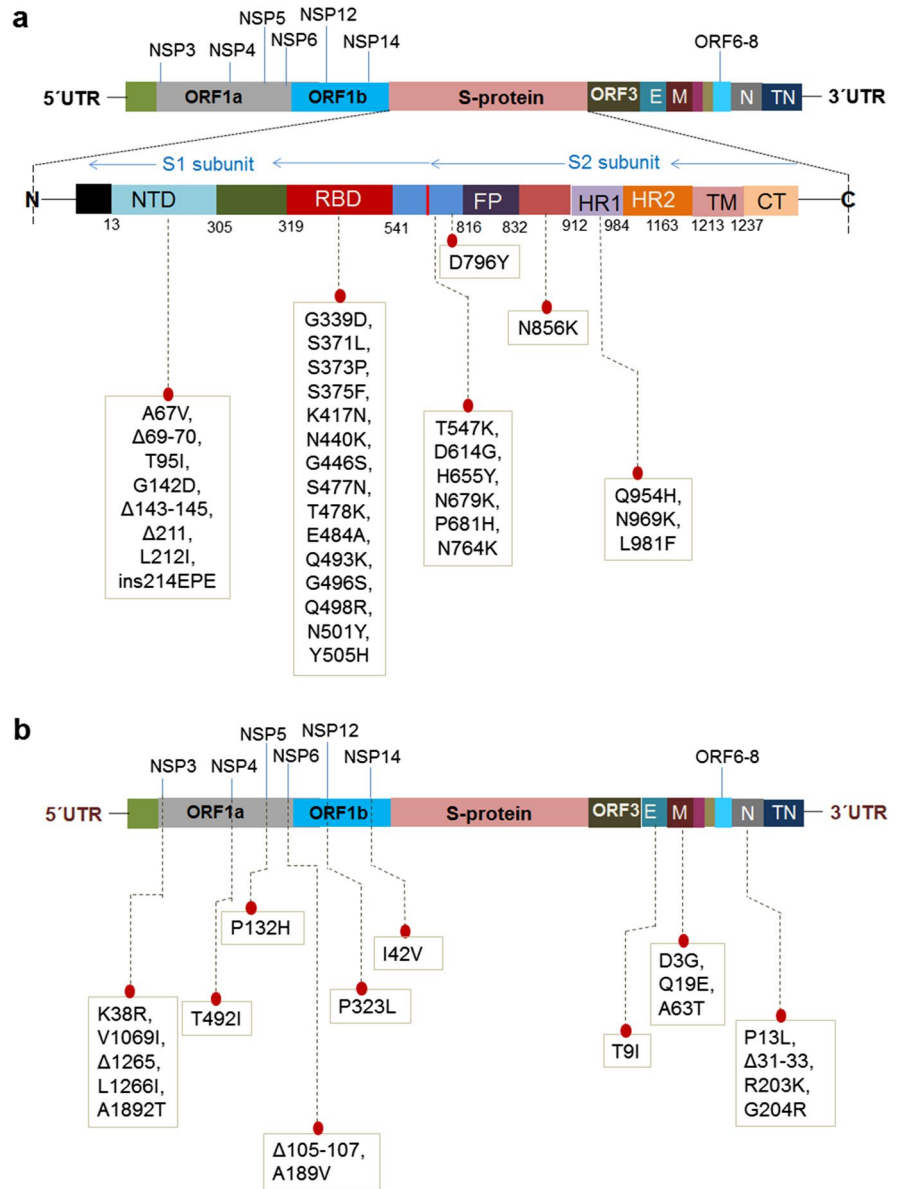 a
NSP3
NSP4
NSP5
NSP6
NSP12
NSP14
ORF6-8
5´UTR
ORF1a
ORF1b
S-protein
ORF3
E
M
N
TN
3´UTR
S1 subunit
S2 subunit
N
NTD
RBD
FP
HR1
HR2
TM
CT
C
13
305
319
541
816
832
912
984
1163
1213
1237
A67V,
Δ69-70,
T95I,
G142D,
Δ143-145,
Δ211,
L212I,
ins214EPE
G339D,
S371L,
S373P,
S375F,
K417N,
N440K,
G446S,
S477N,
T478K,
E484A,
Q493K,
G496S,
Q498R,
N501Y,
Y505H
D796Y
T547K,
D614G,
H655Y,
N679K,
P681H,
N764K
N856K
Q954H,
N969K,
L981F
b
NSP3
NSP4
NSP5
NSP6
NSP12
NSP14
ORF6-8
5´UTR
ORF1a
ORF1b
S-protein
ORF3
E
M
N
TN
3´UTR
K38R,
V1069I,
Δ1265,
L1266I,
A1892T
T492I
P132H
Δ105-107,
A189V
P323L
I42V
T9I
D3G,
Q19E,
A63T
P13L,
Δ31-33,
R203K,
G204R